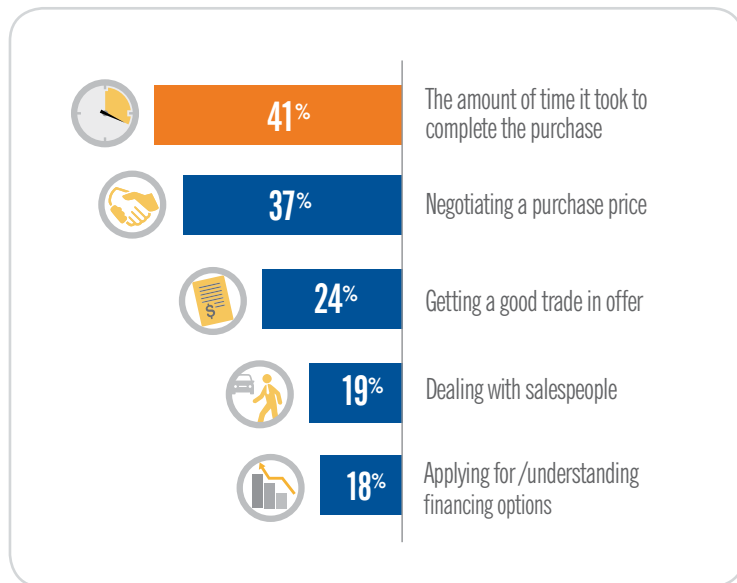 41%
The amount of time it took to
complete the purchase
37%
Negotiating a purchase price
$
24%
Getting a good trade in offer
19%
Dealing with salespeople
18%
Applying for/understanding
financing options